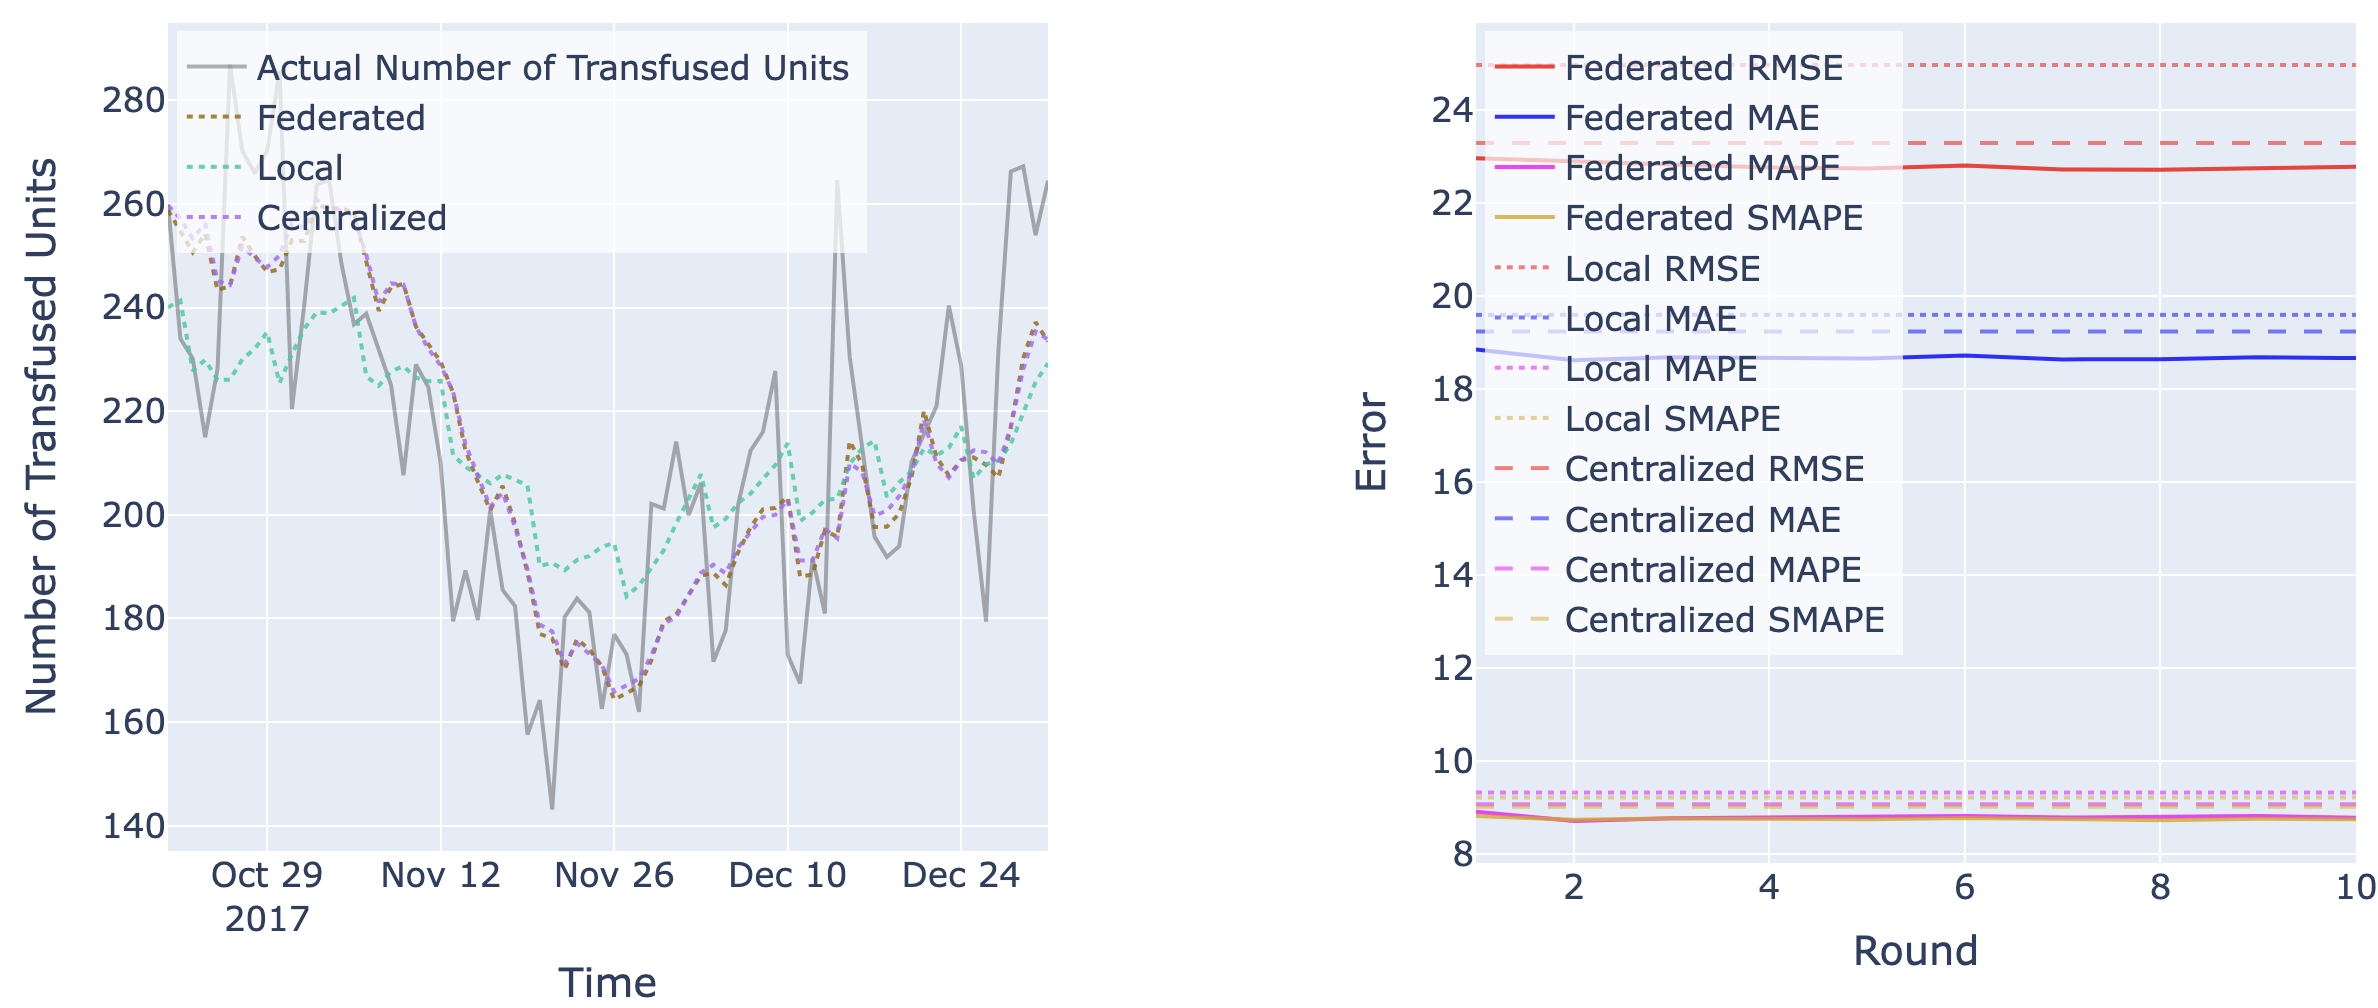 Number of Transfused Units
280
260
240
220
200
180
160
140
Actual Number of Transfused Units
Federated
Local
Centralized
Oct 29
2017
Nov 12
Nov 26
Dec 10
Dec 24
Time
Error
24
22
20
18
16
14
12
10
8
Federated RMSE
Federated MAE
Federated MAPE
Federated SMAPE
Local RMSE
Local MAE
Local MAPE
Local SMAPE
Centralized RMSE
Centralized MAE
Centralized MAPE
Centralized SMAPE
2
4
6
8
10
Round